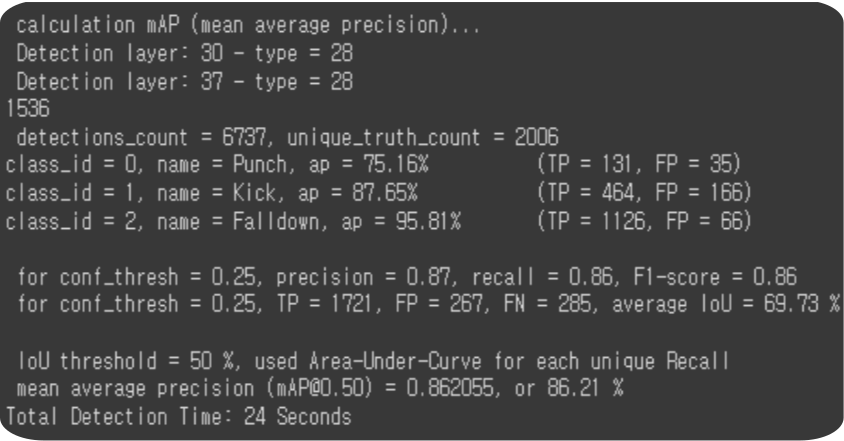 calculation mAP (mean average precision)...
Detection layer: 30 - type = 28
Detection layer: 37 - type = 28
1536
detections_count = 6737, unique_truth_count = 2006
class_id = 0, name = Punch, ap = 75.16% (TP = 131, FP = 35)
class_id = 1, name = Kick, ap = 87.65% (TP = 464, FP = 166)
class_id = 2, name = Falldown, ap = 95.81% (TP = 1126, FP = 66)
for conf_thresh = 0.25, precision = 0.87, recall = 0.86, F1-score = 0.86
for conf_thresh = 0.25, TP = 1721, FP = 267, FN = 285, average IoU = 69.73 %
IoU threshold = 50 %, used Area-Under-Curve for each unique Recall
mean average precision (mAP@0.50) = 0.862055, or 86.21 %
Total Detection Time: 24 Seconds